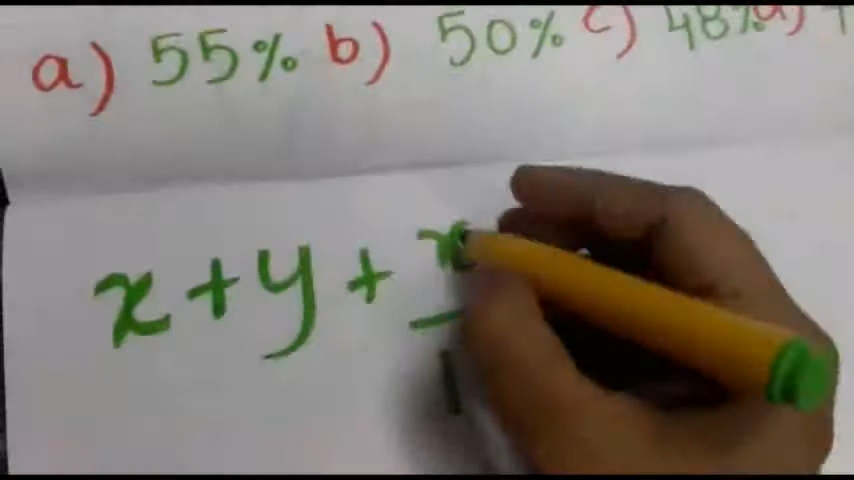 a) 55% b) 50% c) 48% d)
x + y + x